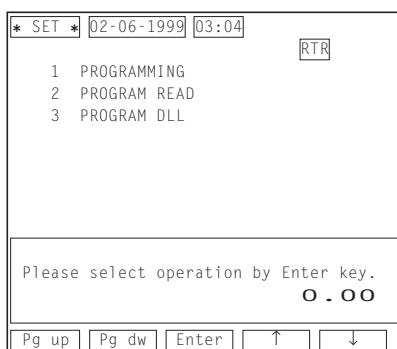 * SET * 02-06-1999 03:04
RTR
1 PROGRAMMING
2 PROGRAM READ
3 PROGRAM DLL
Please select operation by Enter key.
0.00
Pg up Pg dw Enter ↑ ↓